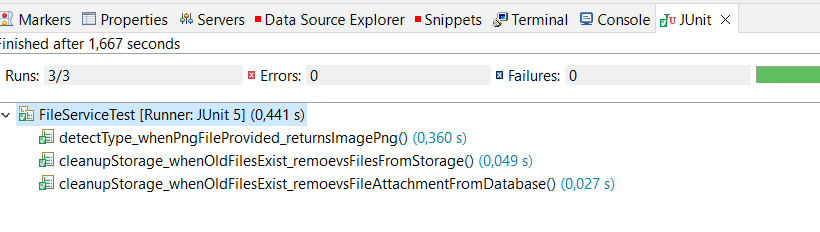 Markers Properties Servers Data Source Explorer Snippets Terminal Console JUnit
Finished after 1,667 seconds
Runs: 3/3 Errors: 0 Failures: 0
FileServiceTest [Runner: JUnit 5] (0,441 s)
detectType_whenPngFileProvided_returnsImagePng() (0,360 s)
cleanupStorage_whenOldFilesExist_remoevsFilesFromStorage() (0,049 s)
cleanupStorage_whenOldFilesExist_remoevsFileAttachmentFromDatabase() (0,027 s)